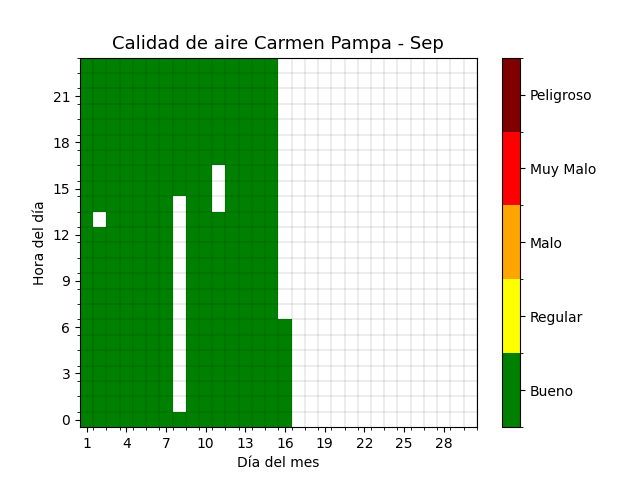 Calidad de aire Carmen Pampa - Sep
Hora del día
21
18
15
12
9
6
3
0
1 4 7 10 13 16 19 22 25 28
Día del mes
Peligroso
Muy Malo
Malo
Regular
Bueno